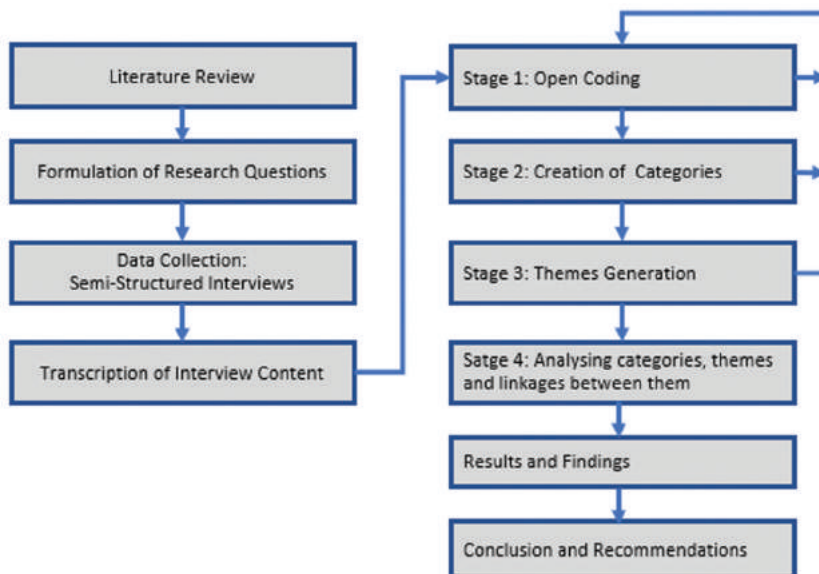 Literature Review
Formulation of Research Questions
Data Collection:
Semi-Structured Interviews
Transcription of Interview Content
Stage 1: Open Coding
Stage 2: Creation of Categories
Stage 3: Themes Generation
Satge 4: Analysing categories, themes
and linkages between them
Results and Findings
Conclusion and Recommendations